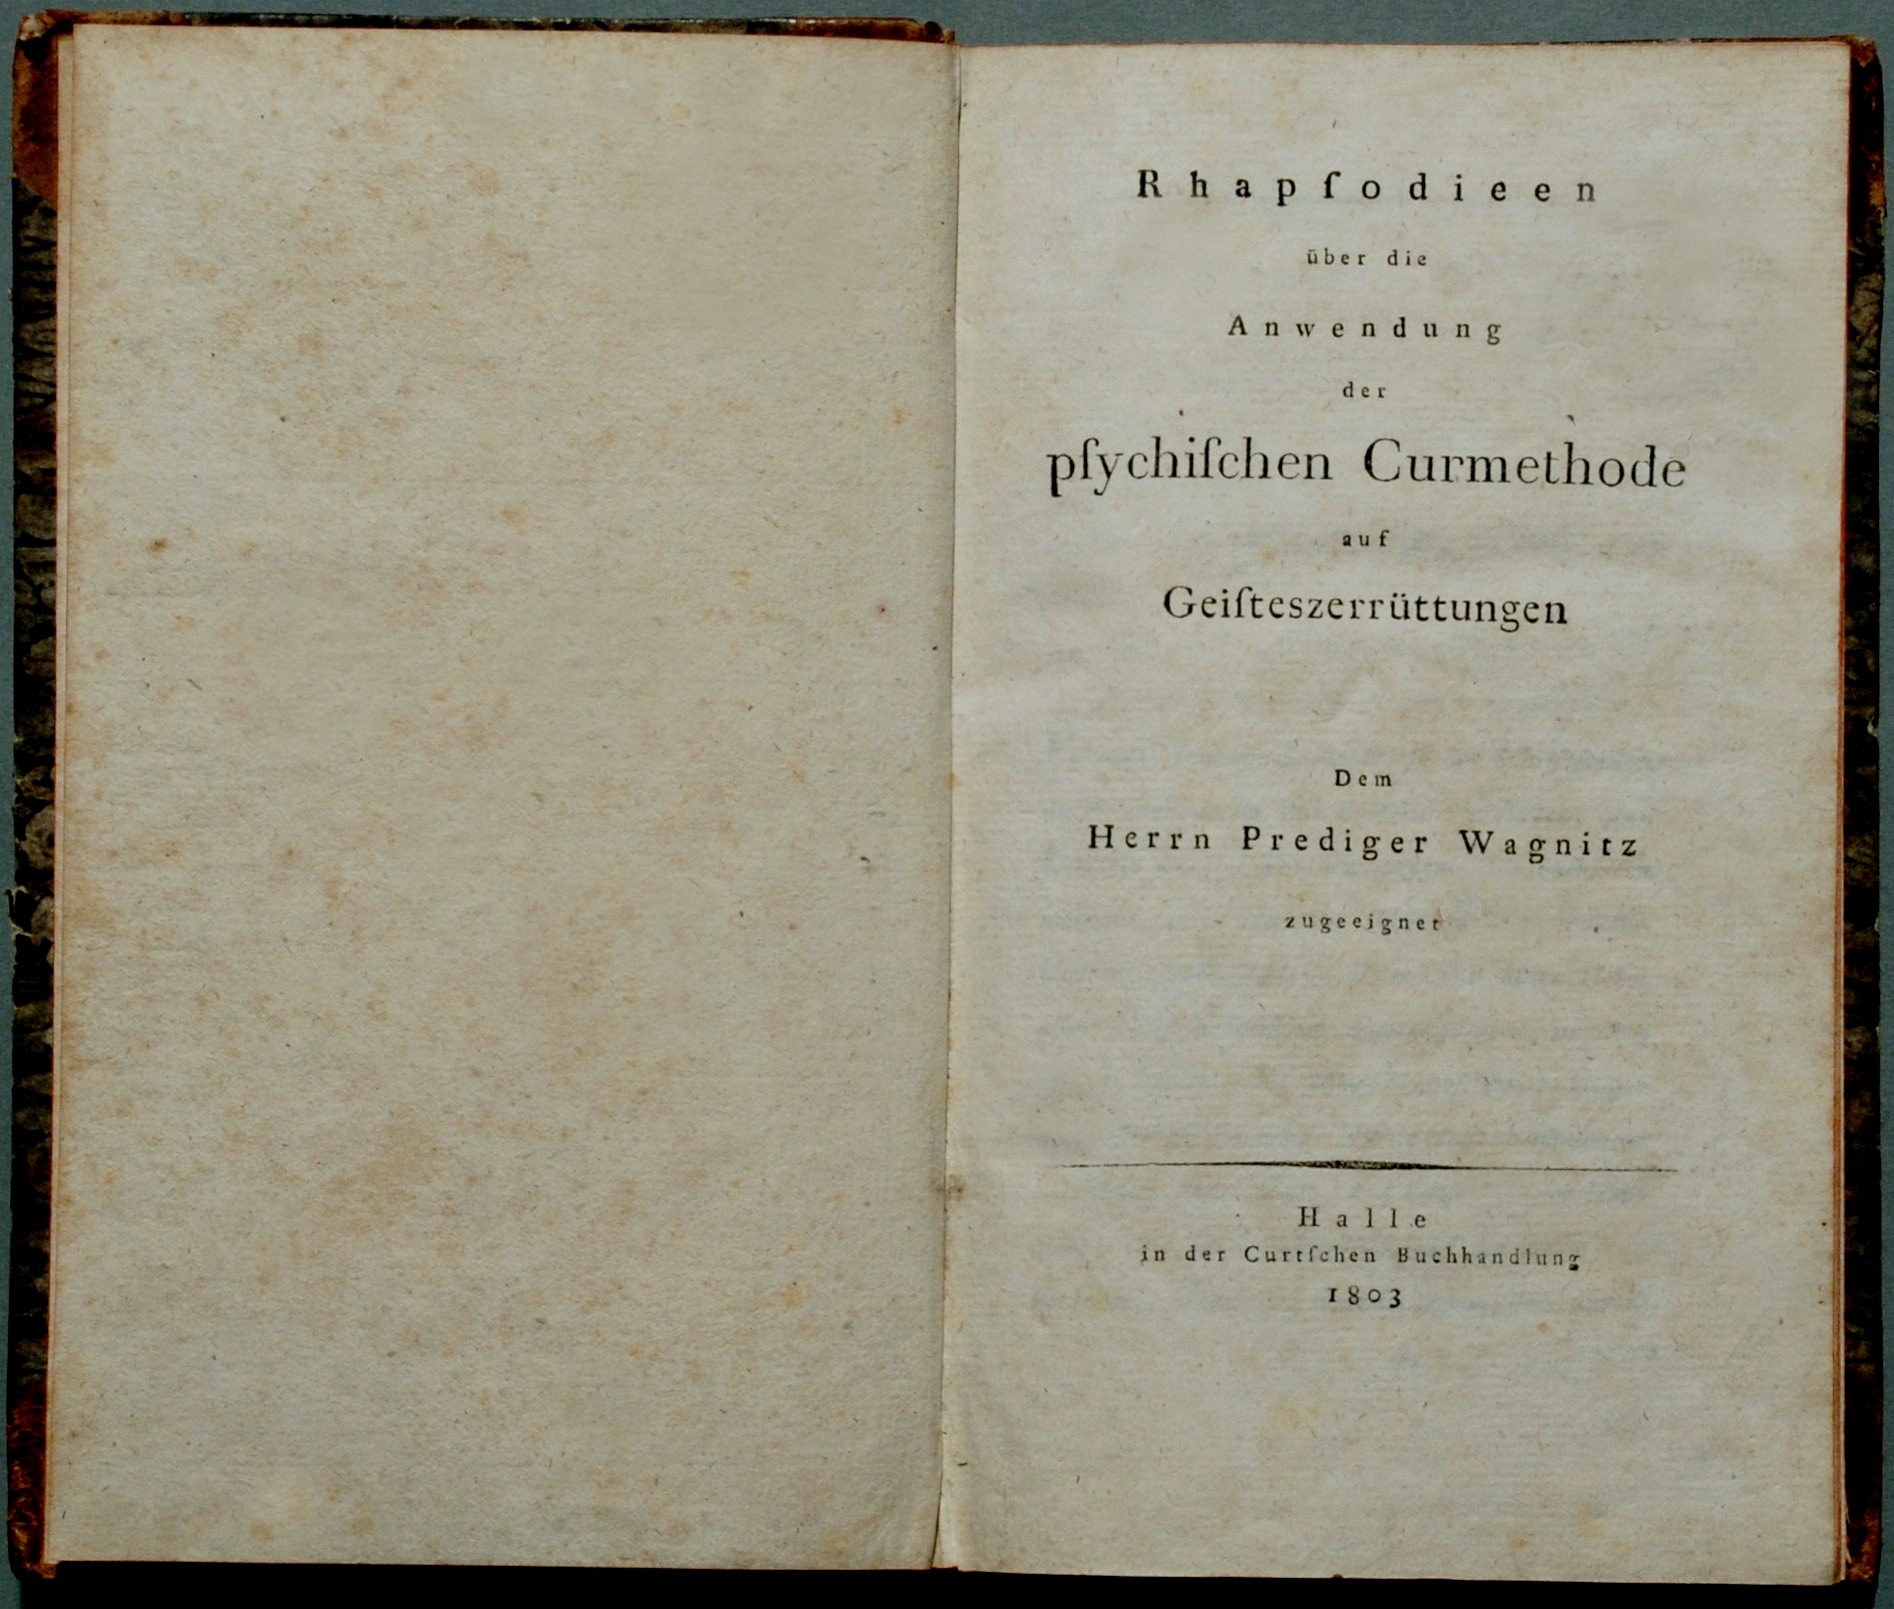 Rhapſodieen
über die
Anwendung
der
pſychiſchen Curmethode
auf
Geiſteszerrüttungen
Dem
Herrn Prediger Wagnitz
zugeeignet
Halle
in der Curtſchen Buchhandlung
1803